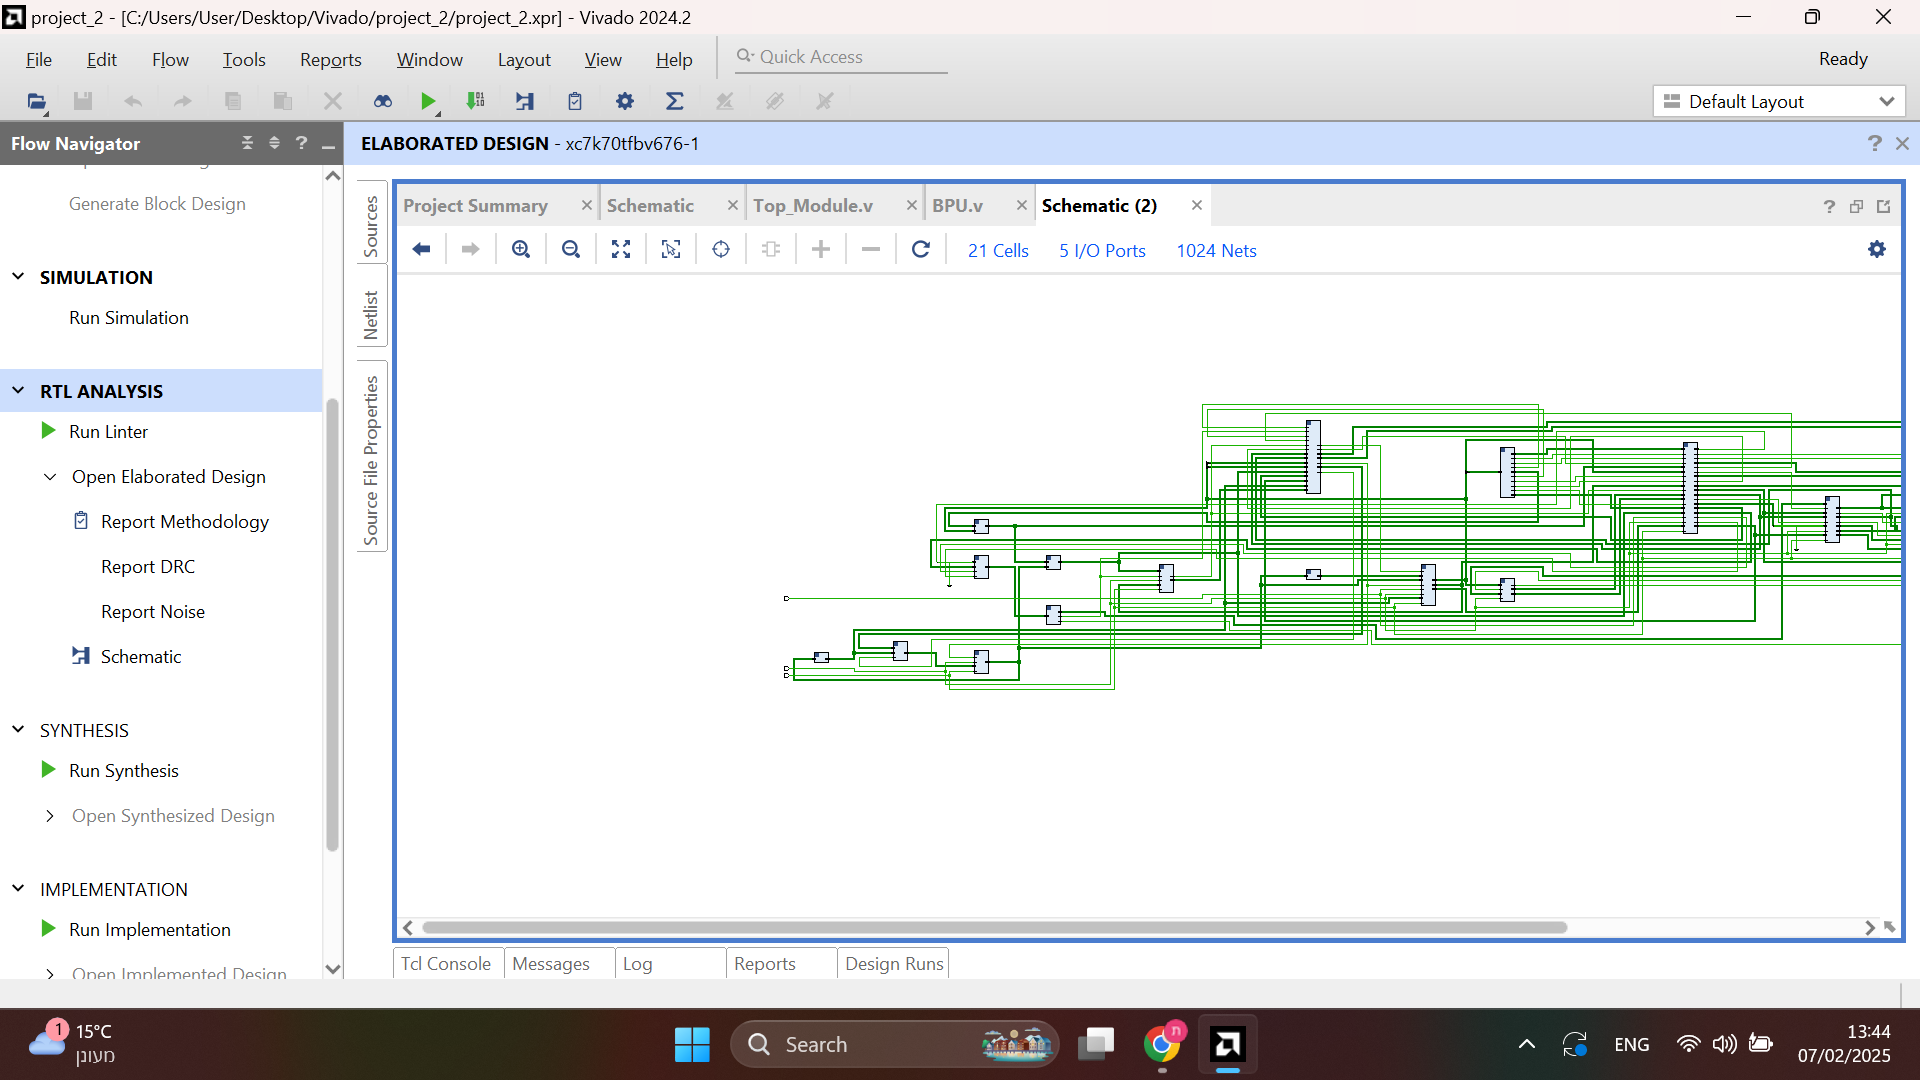 project_2 - [C:/Users/User/Desktop/Vivado/project_2/project_2.xpr] - Vivado 2024.2
File Edit Flow Tools Reports Window Layout View Help Quick Access Ready
Default Layout
Flow Navigator
ELABORATED DESIGN - xc7k70tfbv676-1
Generate Block Design
SIMULATION
Run Simulation
RTL ANALYSIS
Run Linter
Open Elaborated Design
Report Methodology
Report DRC
Report Noise
Schematic
SYNTHESIS
Run Synthesis
Open Synthesized Design
IMPLEMENTATION
Run Implementation
Open Implemented Design
Sources
Netlist
Source File Properties
Project Summary Schematic Top_Module.v BPU.v Schematic (2)
21 Cells 5 I/O Ports 1024 Nets
Tcl Console Messages Log Reports Design Runs
1
15°C
מעונן
Search
n
ENG
13:44
07/02/2025